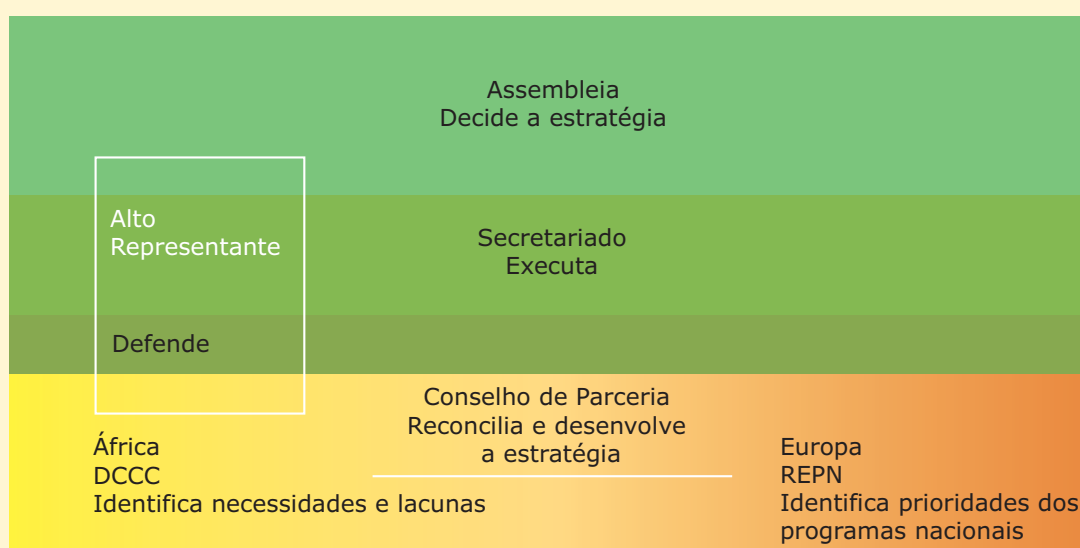 Assembleia
Decide a estratégia
Alto
Representante
Secretariado
Executa
Defende
Conselho de Parceria
Reconcilia e desenvolve
a estratégia
África
DCCC
Identifica necessidades e lacunas
Europa
REPN
Identifica prioridades dos
programas nacionais